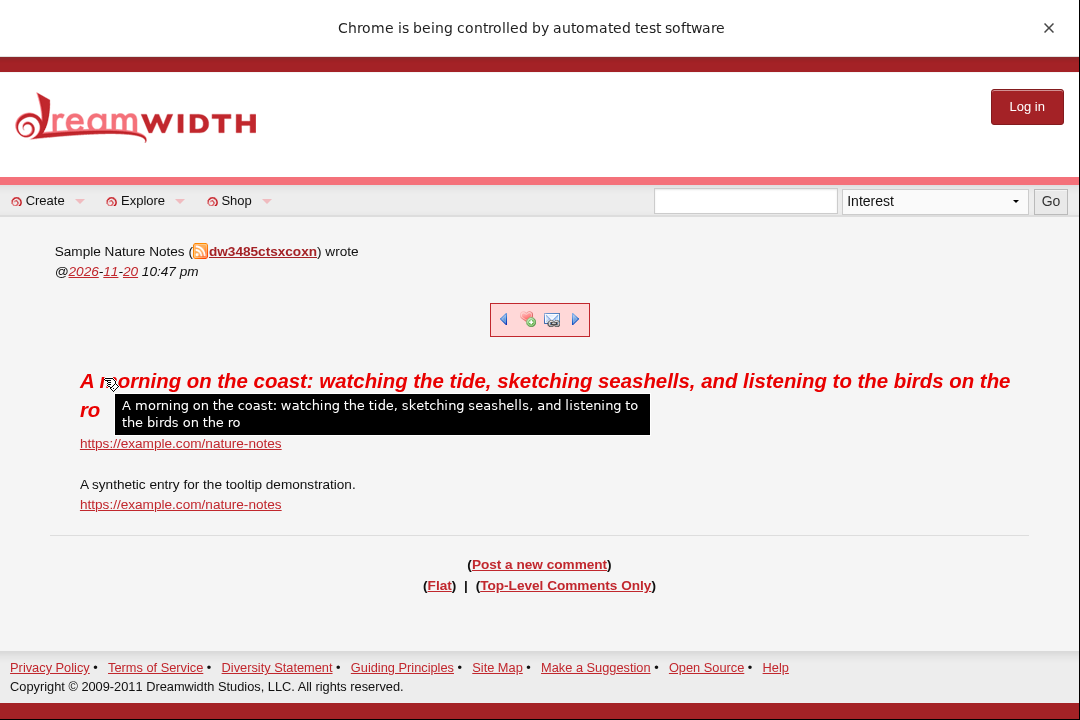 Chrome is being controlled by automated test software
dreamWIDTH
Log in
Create Explore Shop Interest Go
Sample Nature Notes (dw3485ctsxcoxn) wrote
@2026-11-20 10:47 pm
A morning on the coast: watching the tide, sketching seashells, and listening to the birds on the
ro
A morning on the coast: watching the tide, sketching seashells, and listening to
the birds on the ro
https://example.com/nature-notes
A synthetic entry for the tooltip demonstration.
https://example.com/nature-notes
(Post a new comment)
(Flat) | (Top-Level Comments Only)
Privacy Policy • Terms of Service • Diversity Statement • Guiding Principles • Site Map • Make a Suggestion • Open Source • Help
Copyright © 2009-2011 Dreamwidth Studios, LLC. All rights reserved.